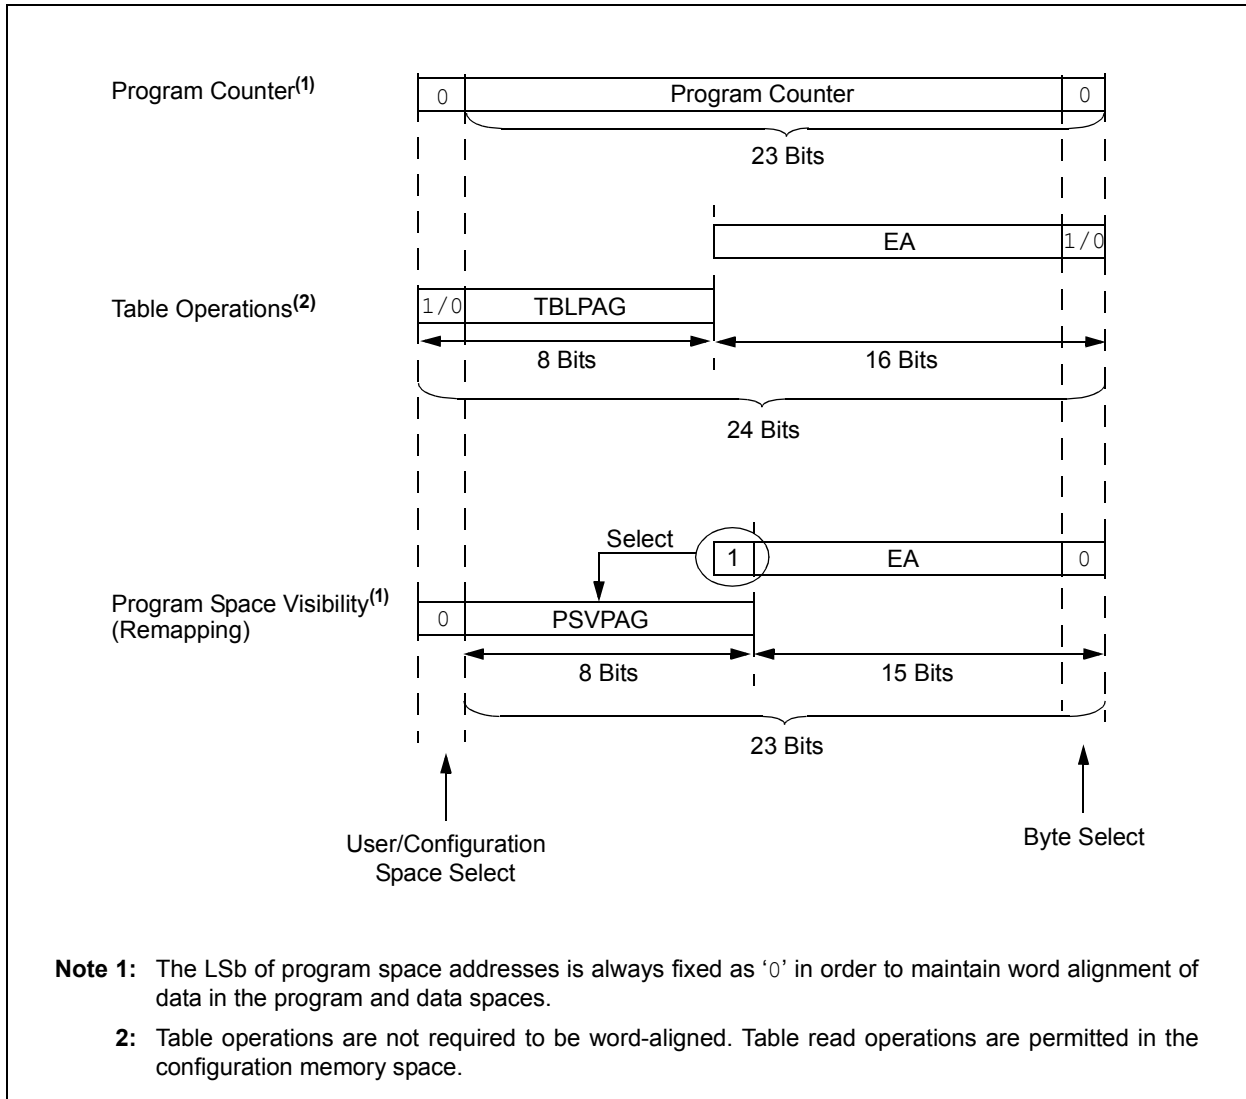 Program Counter(1)
0
Program Counter
0
23 Bits
EA
1/0
Table Operations(2)
1/0
TBLPAG
8 Bits
16 Bits
24 Bits
Select
1
EA
0
Program Space Visibility(1)
(Remapping)
0
PSVPAG
8 Bits
15 Bits
23 Bits
User/Configuration
Space Select
Byte Select
Note 1: The LSb of program space addresses is always fixed as ‘0’ in order to maintain word alignment of
data in the program and data spaces.
2: Table operations are not required to be word-aligned. Table read operations are permitted in the
configuration memory space.